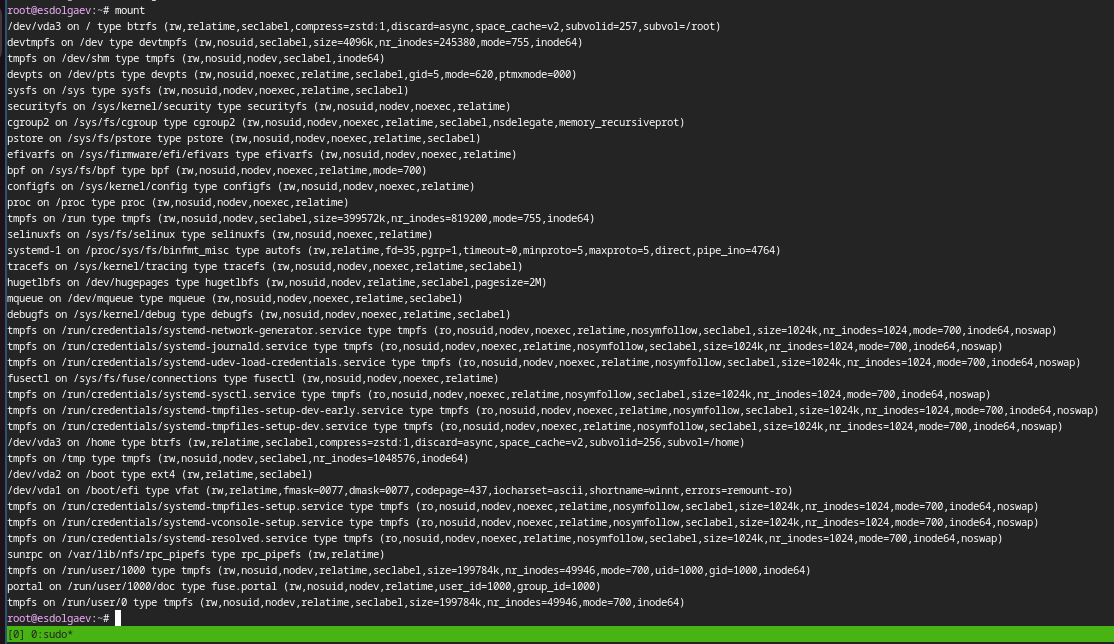 root@esdolgaev:~# mount
/dev/vda3 on / type btrfs (rw,relatime,seclabel,compress=zstd:1,discard=async,space_cache=v2,subvolid=257,subvol=/root)
devtmpfs on /dev type devtmpfs (rw,nosuid,seclabel,size=4096k,nr_inodes=245380,mode=755,inode64)
tmpfs on /dev/shm type tmpfs (rw,nosuid,nodev,seclabel,inode64)
devpts on /dev/pts type devpts (rw,nosuid,noexec,relatime,seclabel,gid=5,mode=620,ptmxmode=000)
sysfs on /sys type sysfs (rw,nosuid,nodev,noexec,relatime,seclabel)
securityfs on /sys/kernel/security type securityfs (rw,nosuid,nodev,noexec,relatime)
cgroup2 on /sys/fs/cgroup type cgroup2 (rw,nosuid,nodev,noexec,relatime,seclabel,nsdelegate,memory_recursiveprot)
pstore on /sys/fs/pstore type pstore (rw,nosuid,nodev,noexec,relatime,seclabel)
efivarfs on /sys/firmware/efi/efivars type efivarfs (rw,nosuid,nodev,noexec,relatime)
bpf on /sys/fs/bpf type bpf (rw,nosuid,nodev,noexec,relatime,mode=700)
configfs on /sys/kernel/config type configfs (rw,nosuid,nodev,noexec,relatime)
proc on /proc type proc (rw,nosuid,nodev,noexec,relatime)
tmpfs on /run type tmpfs (rw,nosuid,nodev,seclabel,size=399572k,nr_inodes=819200,mode=755,inode64)
selinuxfs on /sys/fs/selinux type selinuxfs (rw,nosuid,noexec,relatime)
systemd-1 on /proc/sys/fs/binfmt_misc type autofs (rw,relatime,fd=35,pgrp=1,timeout=0,minproto=5,maxproto=5,direct,pipe_ino=4764)
tracefs on /sys/kernel/tracing type tracefs (rw,nosuid,nodev,noexec,relatime,seclabel)
hugetlbfs on /dev/hugepages type hugetlbfs (rw,nosuid,nodev,relatime,seclabel,pagesize=2M)
mqueue on /dev/mqueue type mqueue (rw,nosuid,nodev,noexec,relatime,seclabel)
debugfs on /sys/kernel/debug type debugfs (rw,nosuid,nodev,noexec,relatime,seclabel)
tmpfs on /run/credentials/systemd-network-generator.service type tmpfs (ro,nosuid,nodev,noexec,relatime,nosymfollow,seclabel,size=1024k,nr_inodes=1024,mode=700,inode64,noswap)
tmpfs on /run/credentials/systemd-journald.service type tmpfs (ro,nosuid,nodev,noexec,relatime,nosymfollow,seclabel,size=1024k,nr_inodes=1024,mode=700,inode64,noswap)
tmpfs on /run/credentials/systemd-udev-load-credentials.service type tmpfs (ro,nosuid,nodev,noexec,relatime,nosymfollow,seclabel,size=1024k,nr_inodes=1024,mode=700,inode64,noswap)
fusectl on /sys/fs/fuse/connections type fusectl (rw,nosuid,nodev,noexec,relatime)
tmpfs on /run/credentials/systemd-sysctl.service type tmpfs (ro,nosuid,nodev,noexec,relatime,nosymfollow,seclabel,size=1024k,nr_inodes=1024,mode=700,inode64,noswap)
tmpfs on /run/credentials/systemd-tmpfiles-setup-dev-early.service type tmpfs (ro,nosuid,nodev,noexec,relatime,nosymfollow,seclabel,size=1024k,nr_inodes=1024,mode=700,inode64,noswap)
tmpfs on /run/credentials/systemd-tmpfiles-setup-dev.service type tmpfs (ro,nosuid,nodev,noexec,relatime,nosymfollow,seclabel,size=1024k,nr_inodes=1024,mode=700,inode64,noswap)
/dev/vda3 on /home type btrfs (rw,relatime,seclabel,compress=zstd:1,discard=async,space_cache=v2,subvolid=256,subvol=/home)
tmpfs on /tmp type tmpfs (rw,nosuid,nodev,seclabel,nr_inodes=1048576,inode64)
/dev/vda2 on /boot type ext4 (rw,relatime,seclabel)
/dev/vda1 on /boot/efi type vfat (rw,relatime,fmask=0077,dmask=0077,codepage=437,iocharset=ascii,shortname=winnt,errors=remount-ro)
tmpfs on /run/credentials/systemd-tmpfiles-setup.service type tmpfs (ro,nosuid,nodev,noexec,relatime,nosymfollow,seclabel,size=1024k,nr_inodes=1024,mode=700,inode64,noswap)
tmpfs on /run/credentials/systemd-vconsole-setup.service type tmpfs (ro,nosuid,nodev,noexec,relatime,nosymfollow,seclabel,size=1024k,nr_inodes=1024,mode=700,inode64,noswap)
tmpfs on /run/credentials/systemd-resolved.service type tmpfs (ro,nosuid,nodev,noexec,relatime,nosymfollow,seclabel,size=1024k,nr_inodes=1024,mode=700,inode64,noswap)
sunrpc on /var/lib/nfs/rpc_pipefs type rpc_pipefs (rw,relatime)
tmpfs on /run/user/1000 type tmpfs (rw,nosuid,nodev,relatime,seclabel,size=199784k,nr_inodes=49946,mode=700,uid=1000,gid=1000,inode64)
portal on /run/user/1000/doc type fuse.portal (rw,nosuid,nodev,relatime,user_id=1000,group_id=1000)
tmpfs on /run/user/0 type tmpfs (rw,nosuid,nodev,relatime,seclabel,size=199784k,nr_inodes=49946,mode=700,inode64)
root@esdolgaev:~#
[0] 0:sudo*